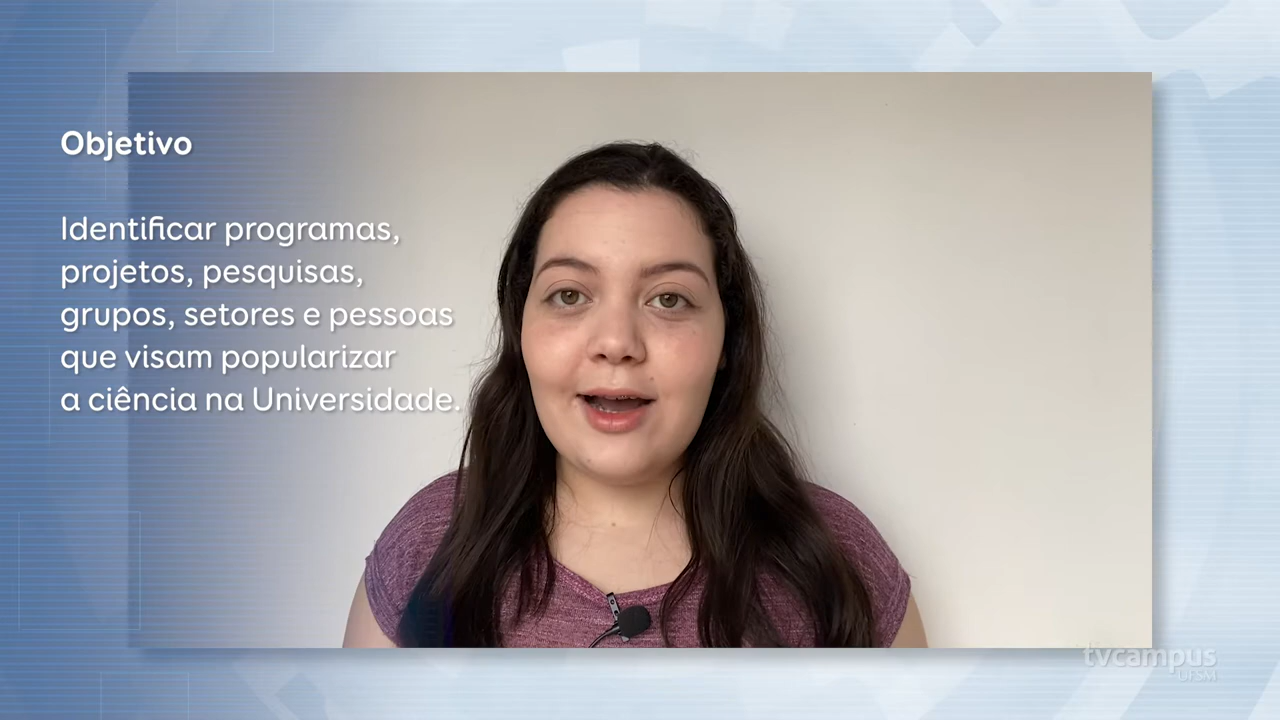 Objetivo
Identificar programas,
projetos, pesquisas,
grupos, setores e pessoas
que visam popularizar
a ciência na Universidade.
tvcampus
UFSM